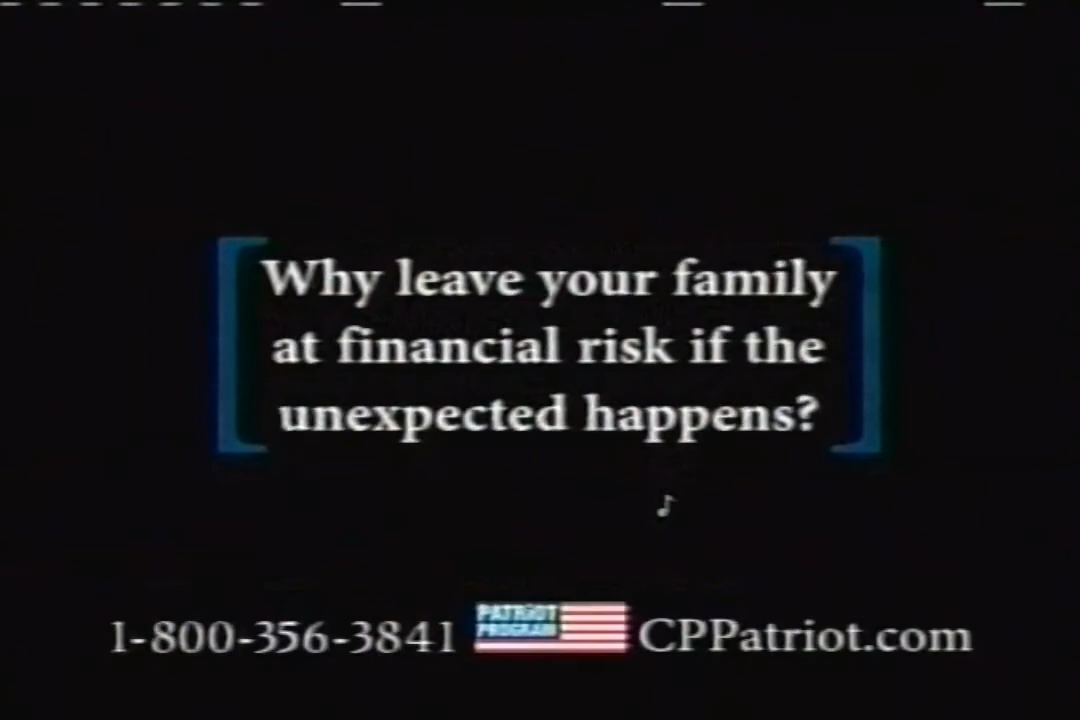 Why leave your family
at financial risk if the
unexpected happens?
♪
1-800-356-3841
PATRIOT
PROGRAM
CPPatriot.com